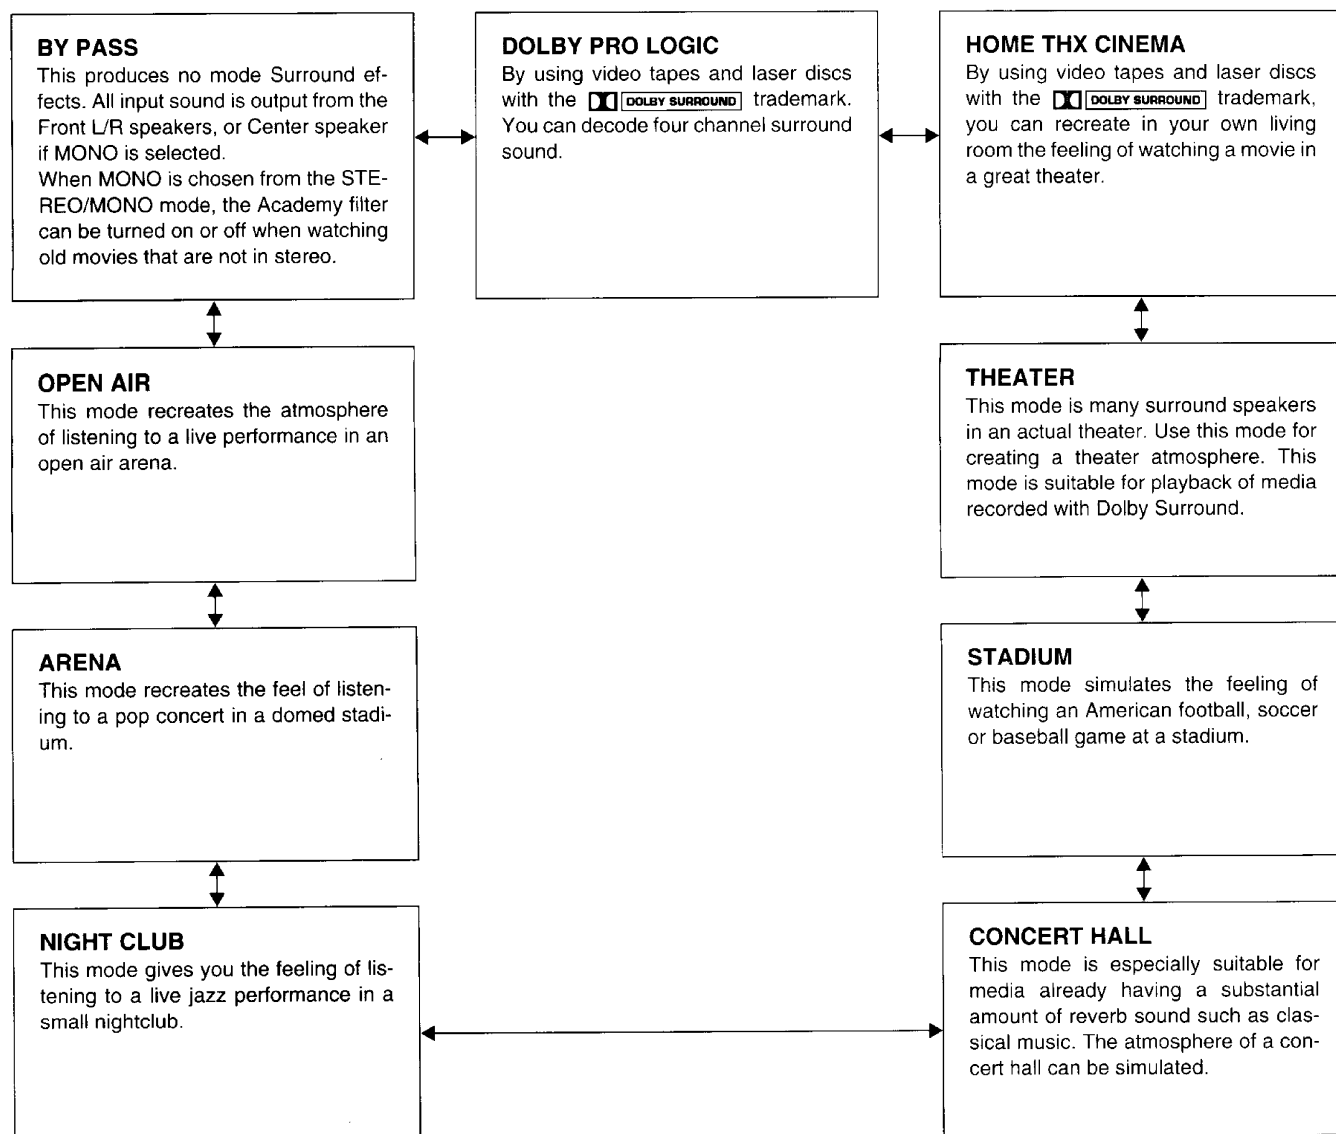 BY PASS
This produces no mode Surround ef-
fects. All input sound is output from the
Front L/R speakers, or Center speaker
if MONO is selected.
When MONO is chosen from the STE-
REO/MONO mode, the Academy filter
can be turned on or off when watching
old movies that are not in stereo.
DOLBY PRO LOGIC
By using video tapes and laser discs
with the DOLBY SURROUND trademark.
You can decode four channel surround
sound.
HOME THX CINEMA
By using video tapes and laser discs
with the DOLBY SURROUND trademark,
you can recreate in your own living
room the feeling of watching a movie in
a great theater.
OPEN AIR
This mode recreates the atmosphere
of listening to a live performance in an
open air arena.
THEATER
This mode is many surround speakers
in an actual theater. Use this mode for
creating a theater atmosphere. This
mode is suitable for playback of media
recorded with Dolby Surround.
ARENA
This mode recreates the feel of listen-
ing to a pop concert in a domed stadi-
um.
STADIUM
This mode simulates the feeling of
watching an American football, soccer
or baseball game at a stadium.
NIGHT CLUB
This mode gives you the feeling of lis-
tening to a live jazz performance in a
small nightclub.
CONCERT HALL
This mode is especially suitable for
media already having a substantial
amount of reverb sound such as clas-
sical music. The atmosphere of a con-
cert hall can be simulated.